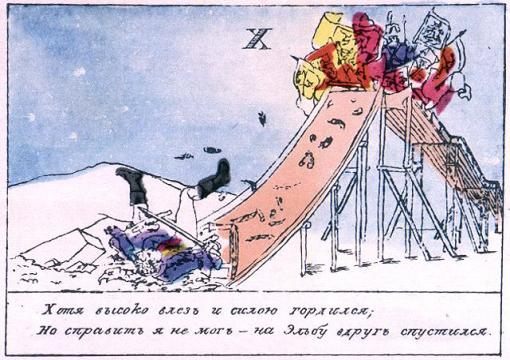 Х
Хотя высоко влезъ и силою гордился;
Но справить я не могъ — на Эльбу вдругъ спустился.